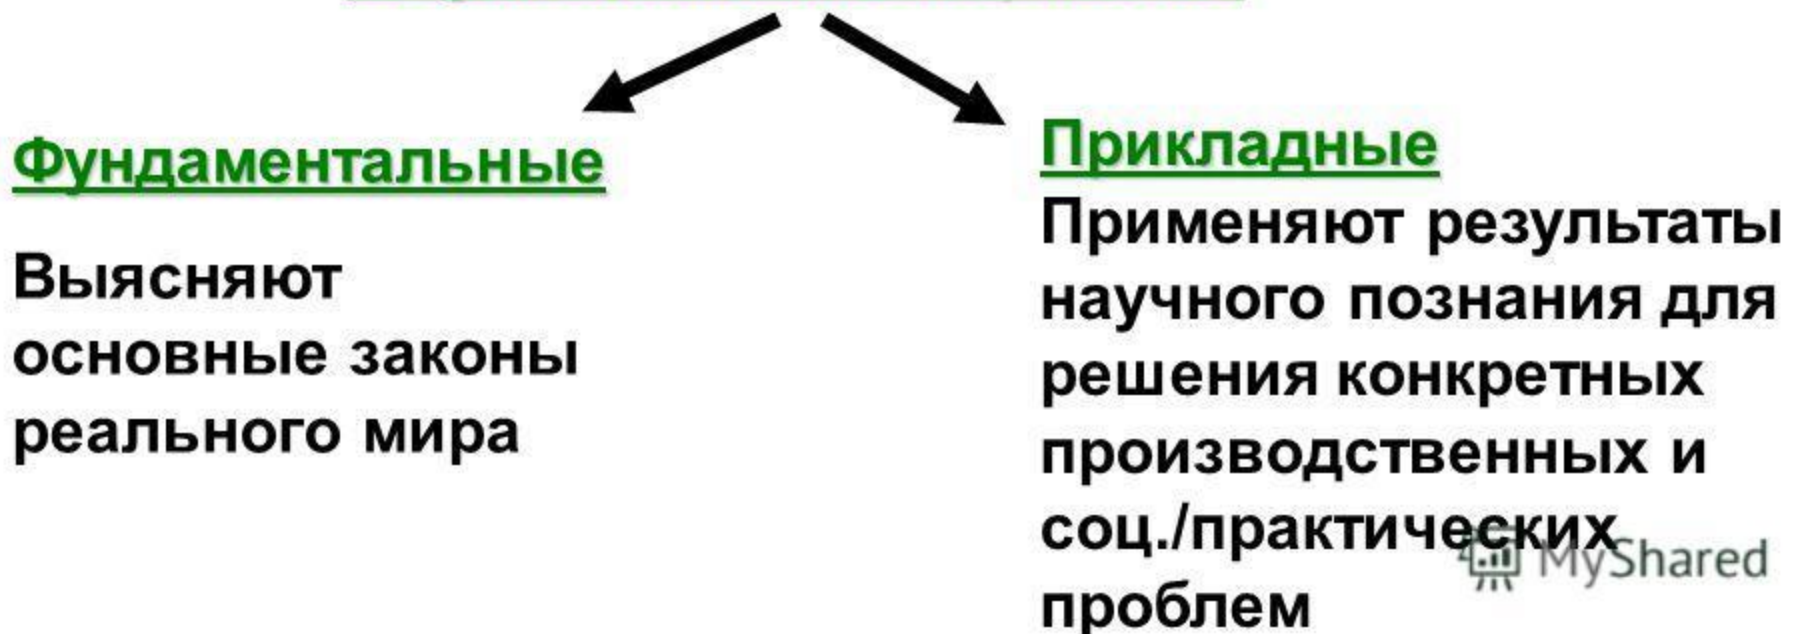 Фундаментальные
Выясняют
основные законы
реального мира
Прикладные
Применяют результаты
научного познания для
решения конкретных
производственных и
соц./практических
проблем
MyShared